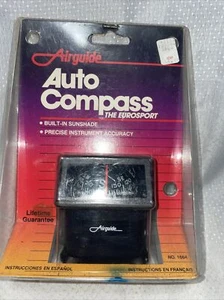 Airguide
Auto
Compass
THE EUROSPORT
• BUILT-IN SUNSHADE
• PRECISE INSTRUMENT ACCURACY
Lifetime
Guarantee
Airguide
INSTRUCCIONES EN ESPAÑOL
INSTRUCTIONS EN FRANÇAIS